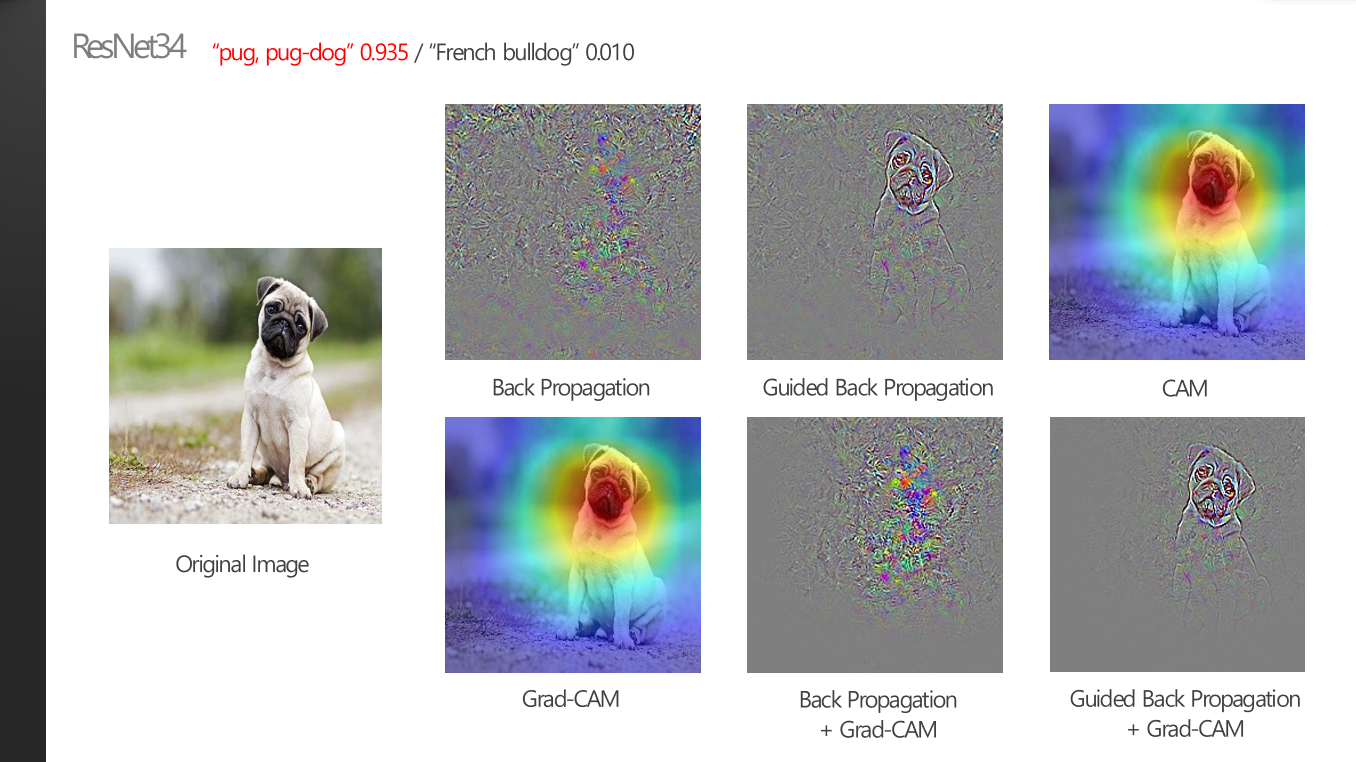 ResNet34 “pug, pug-dog” 0.935 / “French bulldog” 0.010
Back Propagation
Guided Back Propagation
CAM
Original Image
Grad-CAM
Back Propagation
+ Grad-CAM
Guided Back Propagation
+ Grad-CAM